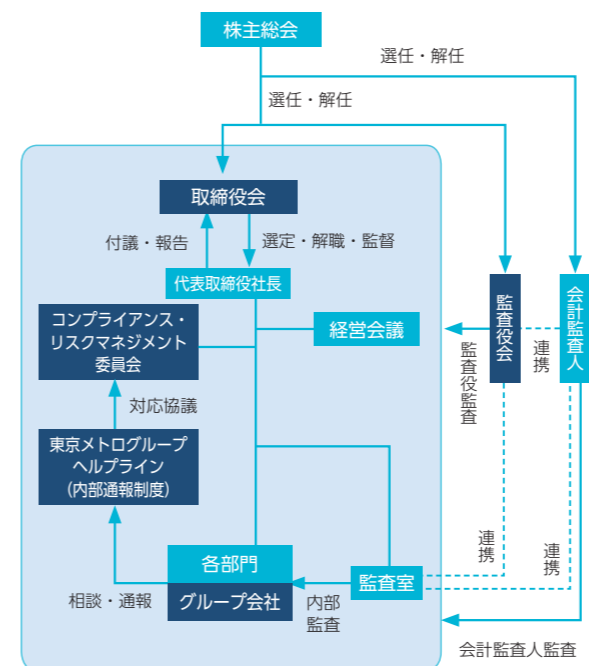 株主総会
選任・解任
選任・解任
取締役会
付議・報告
選定・解職・監督
代表取締役社長
コンプライアンス・
リスクマネジメント
委員会
経営会議
監査役会
会計監査人
連携
監査役監査
対応協議
東京メトログループ
ヘルプライン
(内部通報制度)
連携
連携
各部門
グループ会社
監査室
相談・通報
内部
監査
会計監査人監査